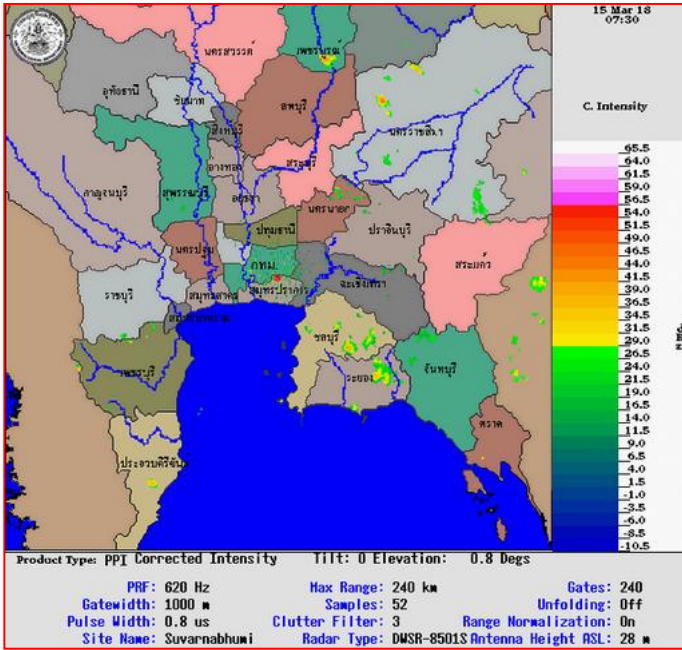 15 Mar 18
07:30
C. Intensity
65.5
64.0
61.5
59.0
56.5
54.0
49.0
46.5
44.0
41.5
39.0
36.5
34.0
31.5
29.0
26.5
24.0
21.5
19.0
16.5
14.0
11.5
9.0
6.5
4.0
1.5
-1.0
-3.5
-6.0
-8.5
-10.5
นครสวรรค์
เพชรบูรณ์
อุทัยธานี
ชัยนาท
ลพบุรี
สิงห์บุรี
นครราชสีมา
อ่างทอง
สระบุรี
กาญจนบุรี
สุพรรณบุรี
อยุธยา
นครนายก
ปราจีนบุรี
นครปฐม
ปทุมธานี
กทม.
สระแก้ว
ราชบุรี
สมุทรสาคร
สมุทรปราการ
ฉะเชิงเทรา
ชลบุรี
เพชรบุรี
ระยอง
จันทบุรี
ตราด
ประจวบคีรีขันธ์
Product Type: PPI Corrected Intensity Tilt: 0 Elevation: 0.8 Degs
PRF: 620 Hz Max Range: 240 km Gates: 240
Gatewidth: 1000 m Samples: 52 Unfolding: Off
Pulse Width: 0.8 us Clutter Filter: 3 Range Normalization: On
Site Name: Suvarnabhumi Radar Type: DWSR-8501S Antenna Height ASL: 28 m